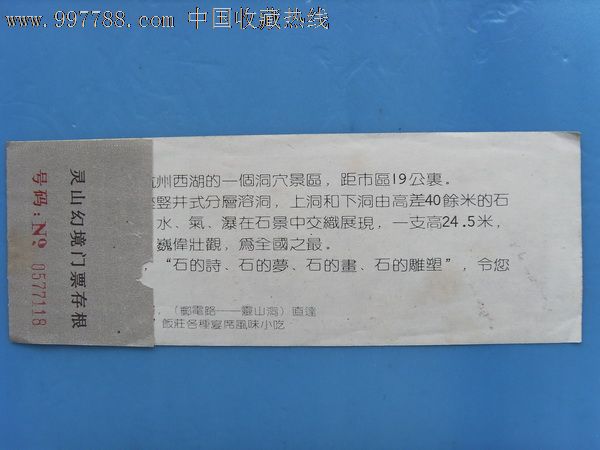 www.997788.com 中国收藏热线
灵山幻境门票存根
号码：№ 0577118
州西湖的一個洞穴景區，距市區19公裏。
竪井式分層溶洞，上洞和下洞由高差40餘米的石
水、氣、瀑在石景中交織展現，一支高24.5米，
巍偉壯觀，爲全國之最。
“石的詩、石的夢、石的畫、石的雕塑”，令您
，（郵電路——靈山洞）直達
飯莊各種宴席風味小吃